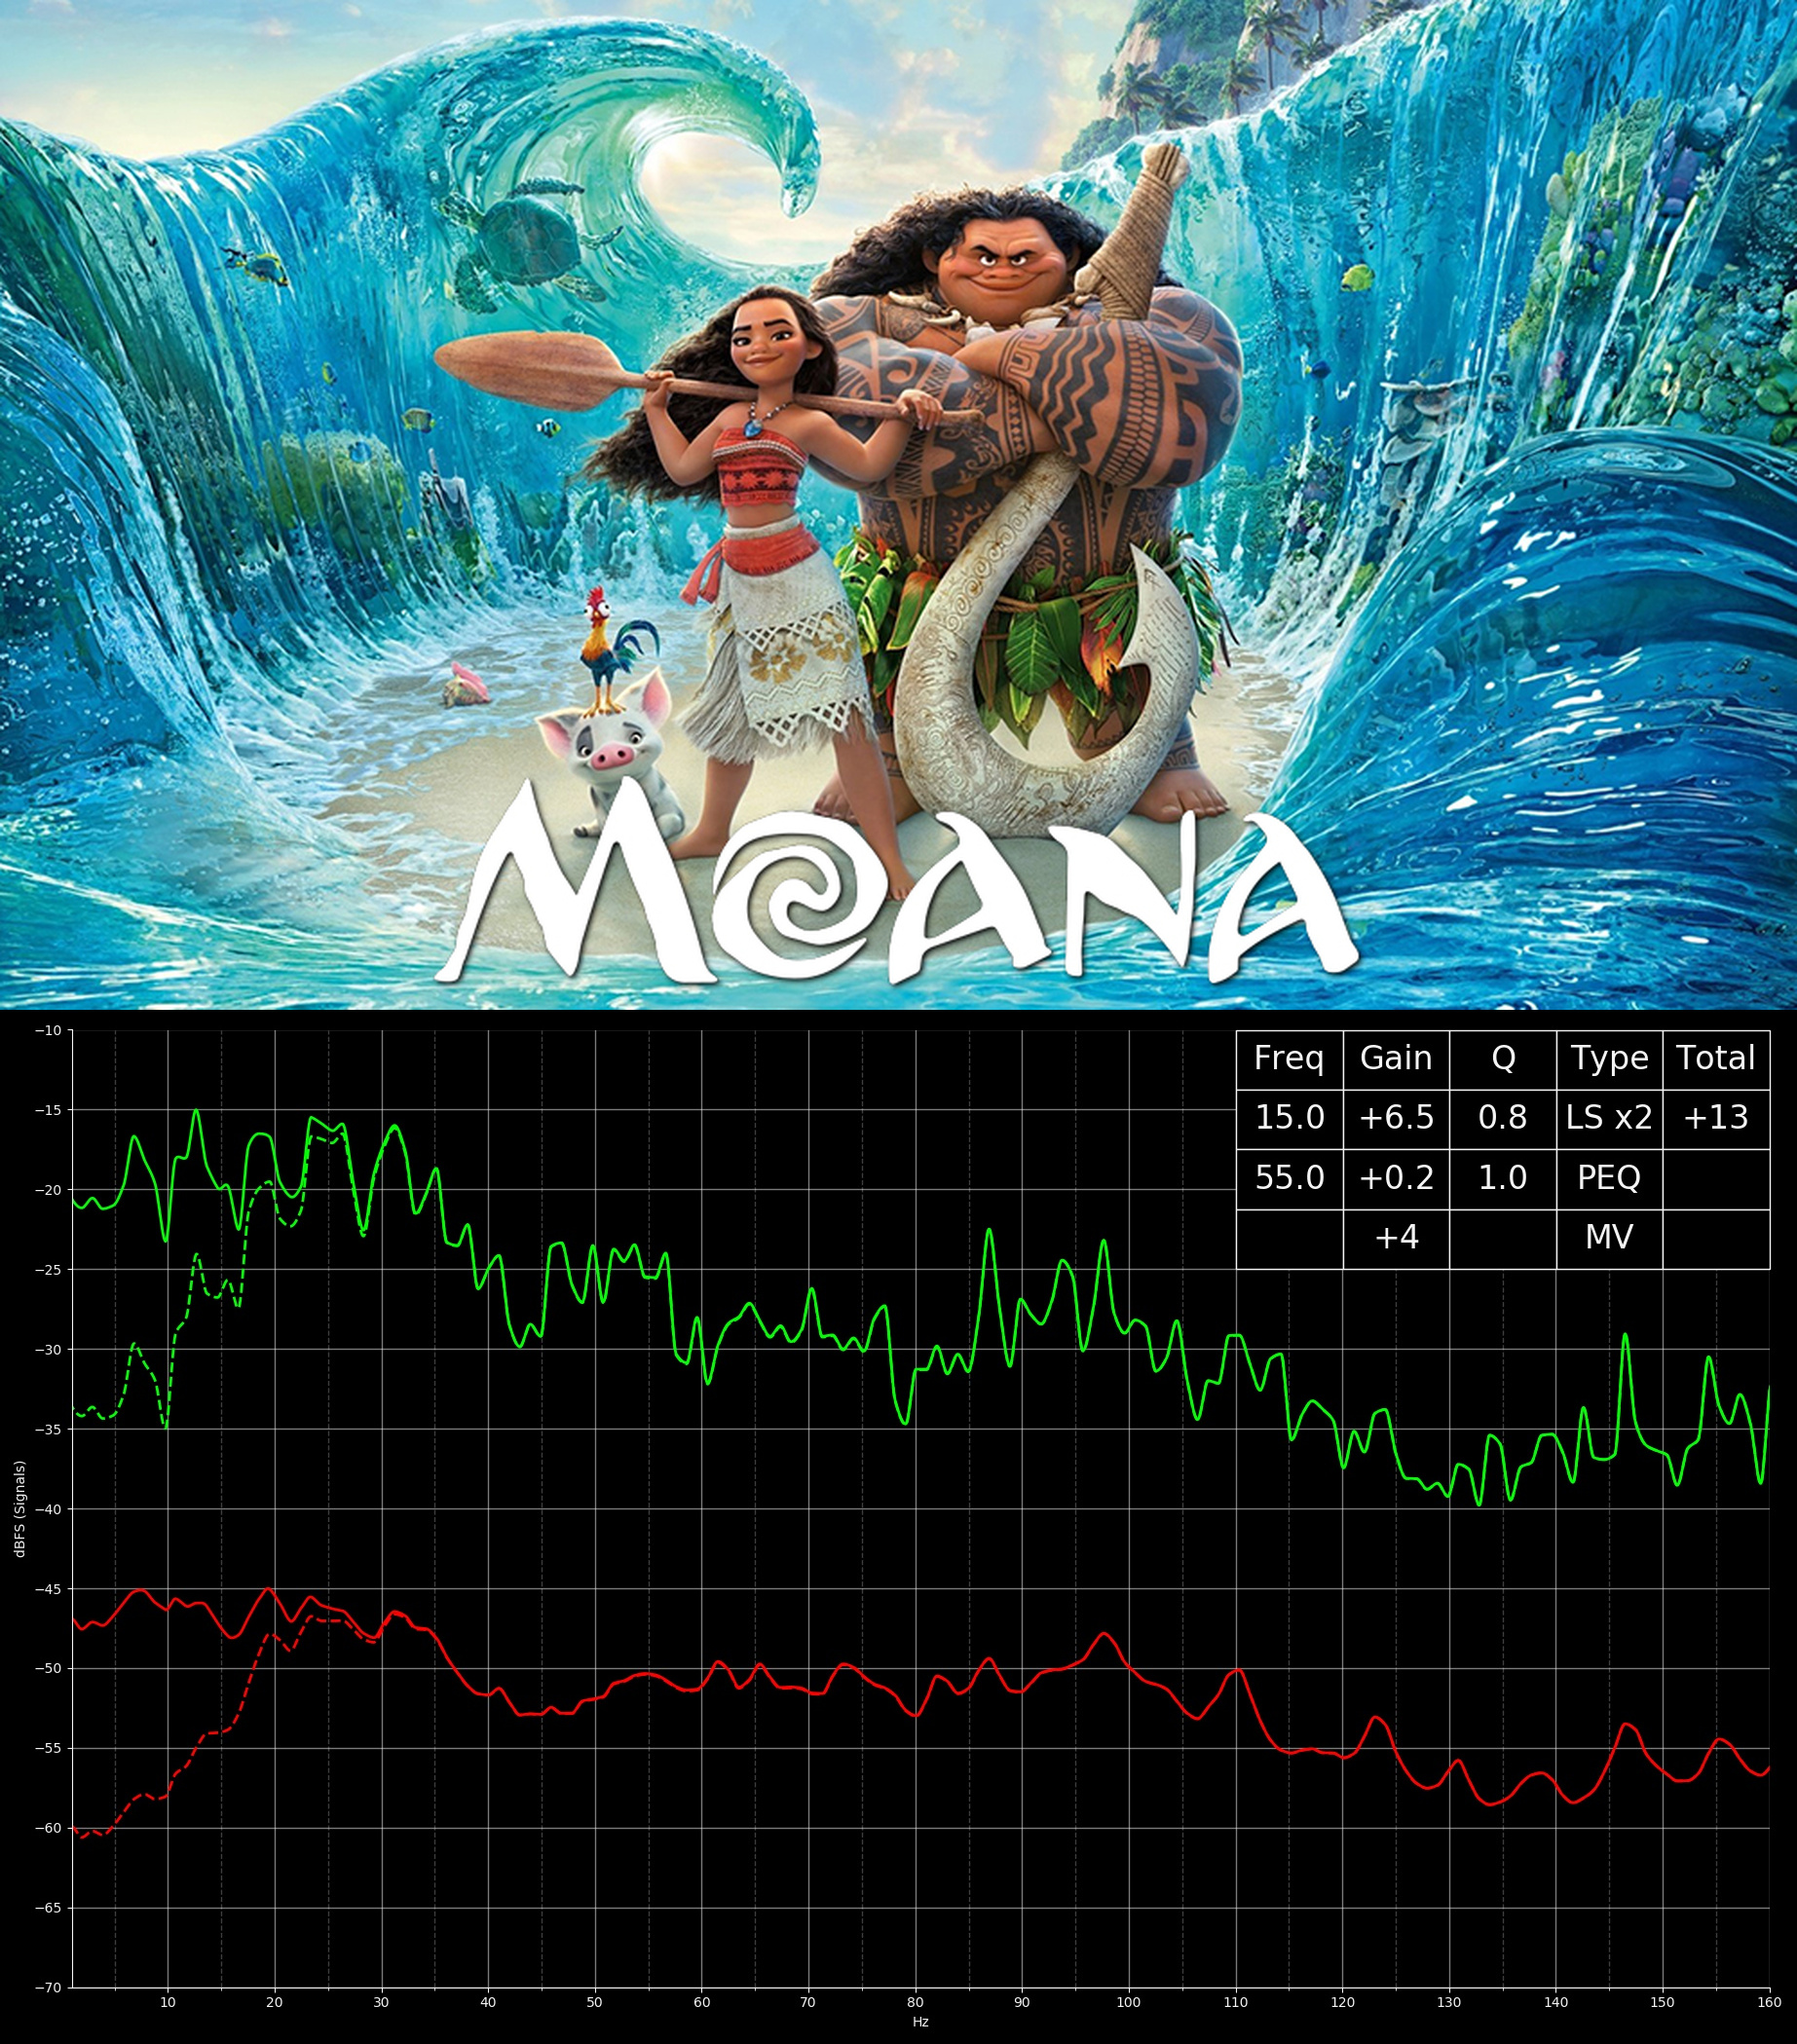 MOANA
Freq Gain Q Type Total
15.0 +6.5 0.8 LS x2 +13
55.0 +0.2 1.0 PEQ
+4 MV
−10
−15
−20
−25
−30
−35
−40
−45
−50
−55
−60
−65
−70
dBFS (Signals)
10 20 30 40 50 60 70 80 90 100 110 120 130 140 150 160
Hz